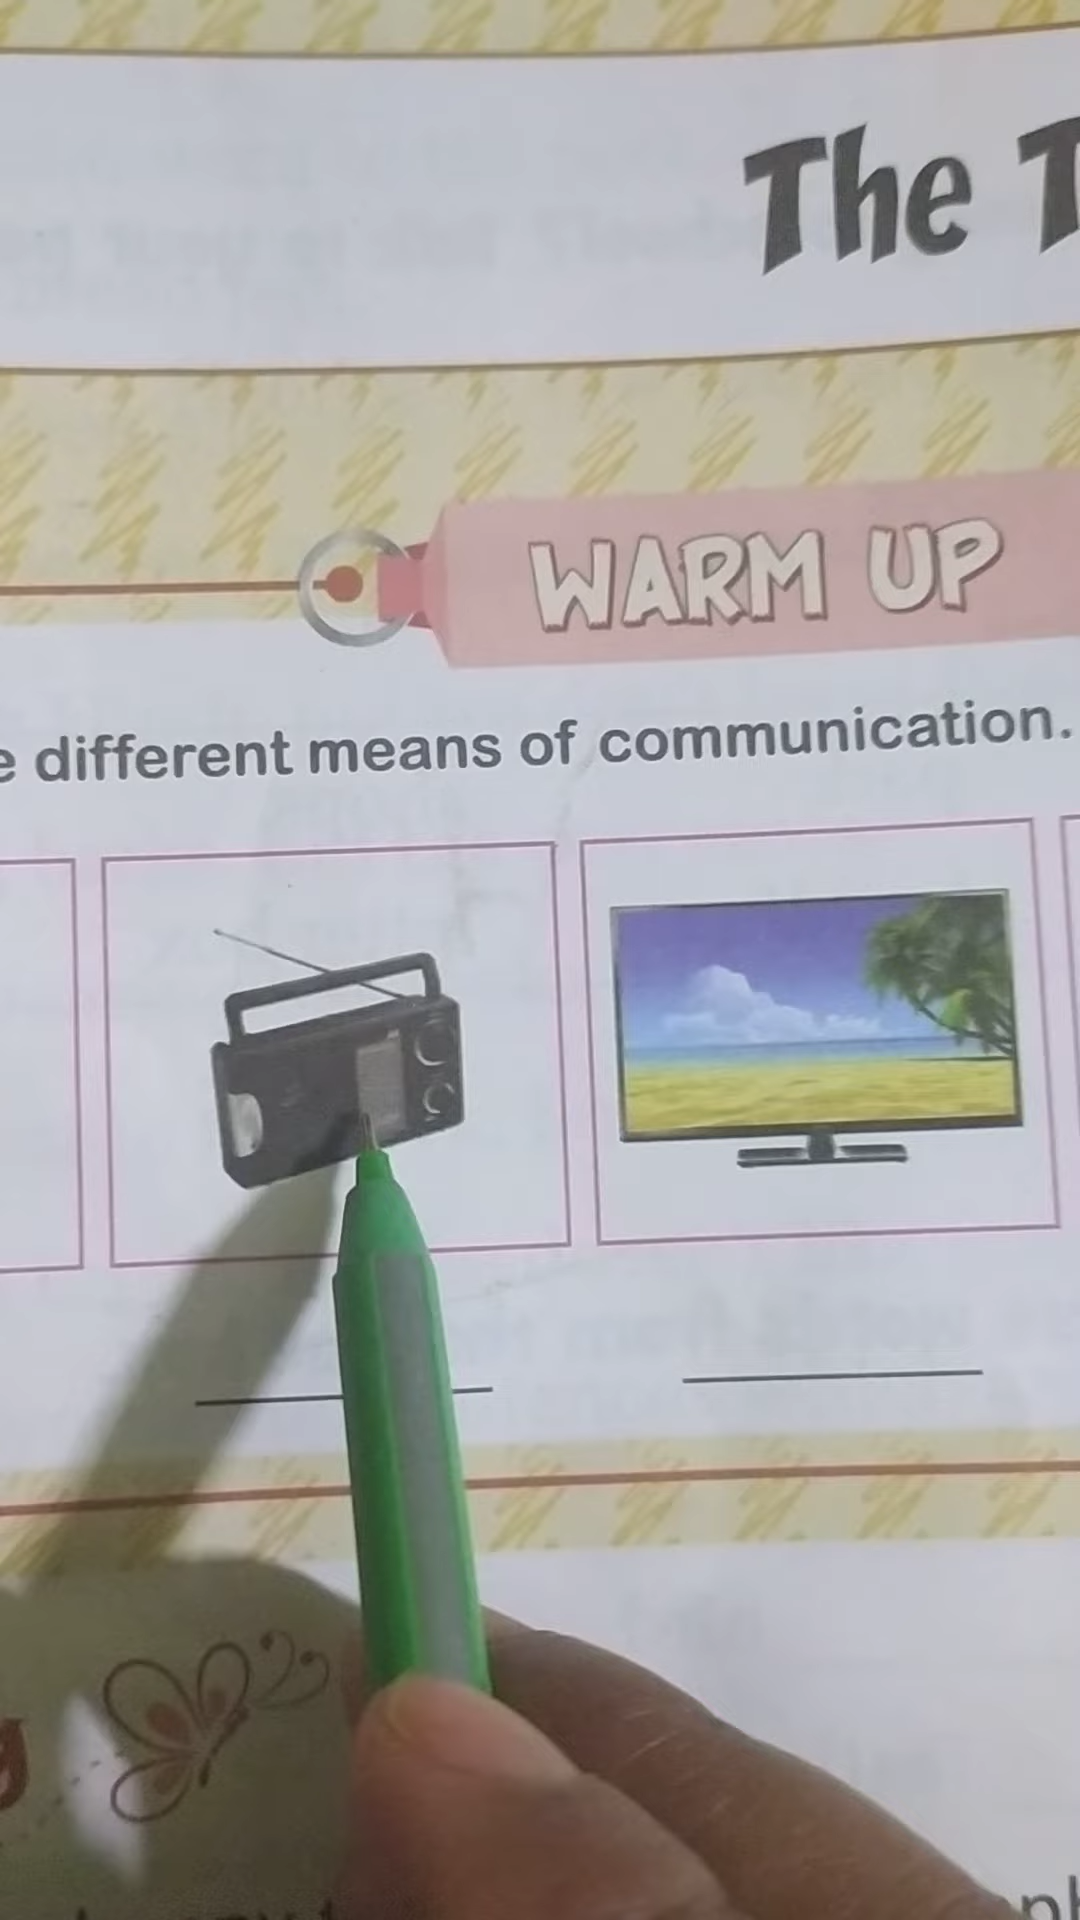 The
WARM UP
different means of communication.